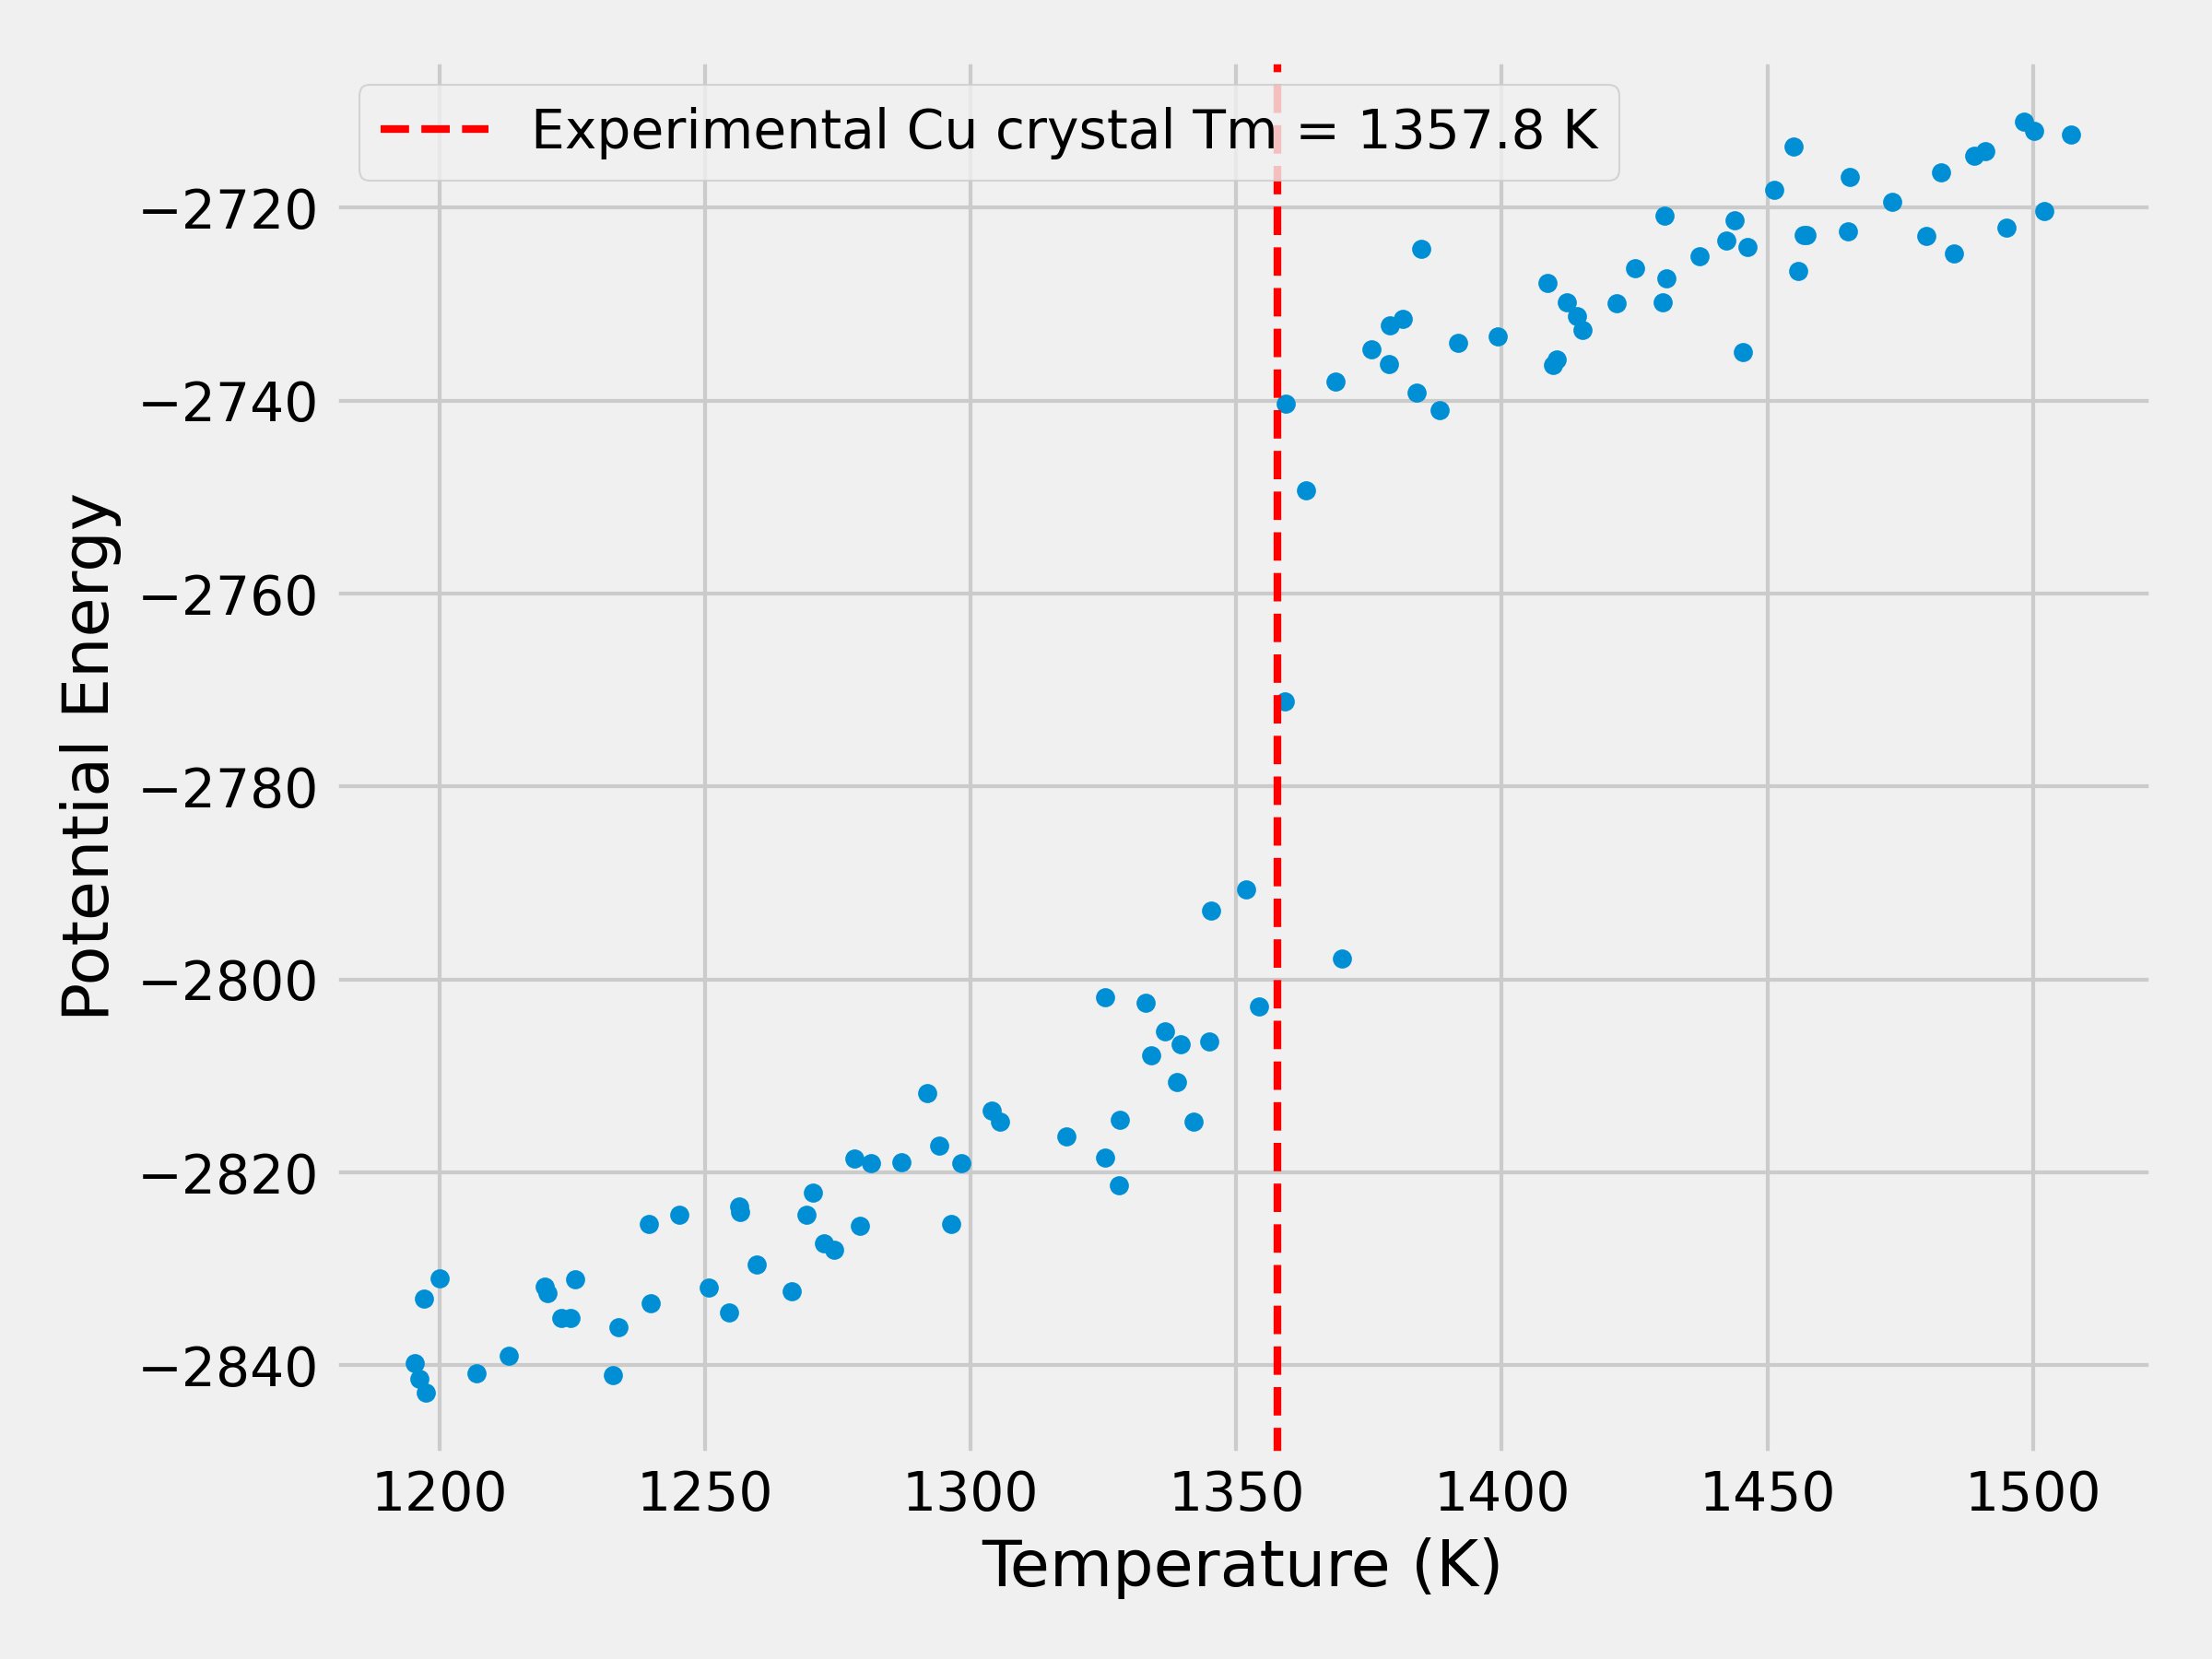 Experimental Cu crystal Tm = 1357.8 K
Potential Energy
−2720
−2740
−2760
−2780
−2800
−2820
−2840
1200 1250 1300 1350 1400 1450 1500
Temperature (K)